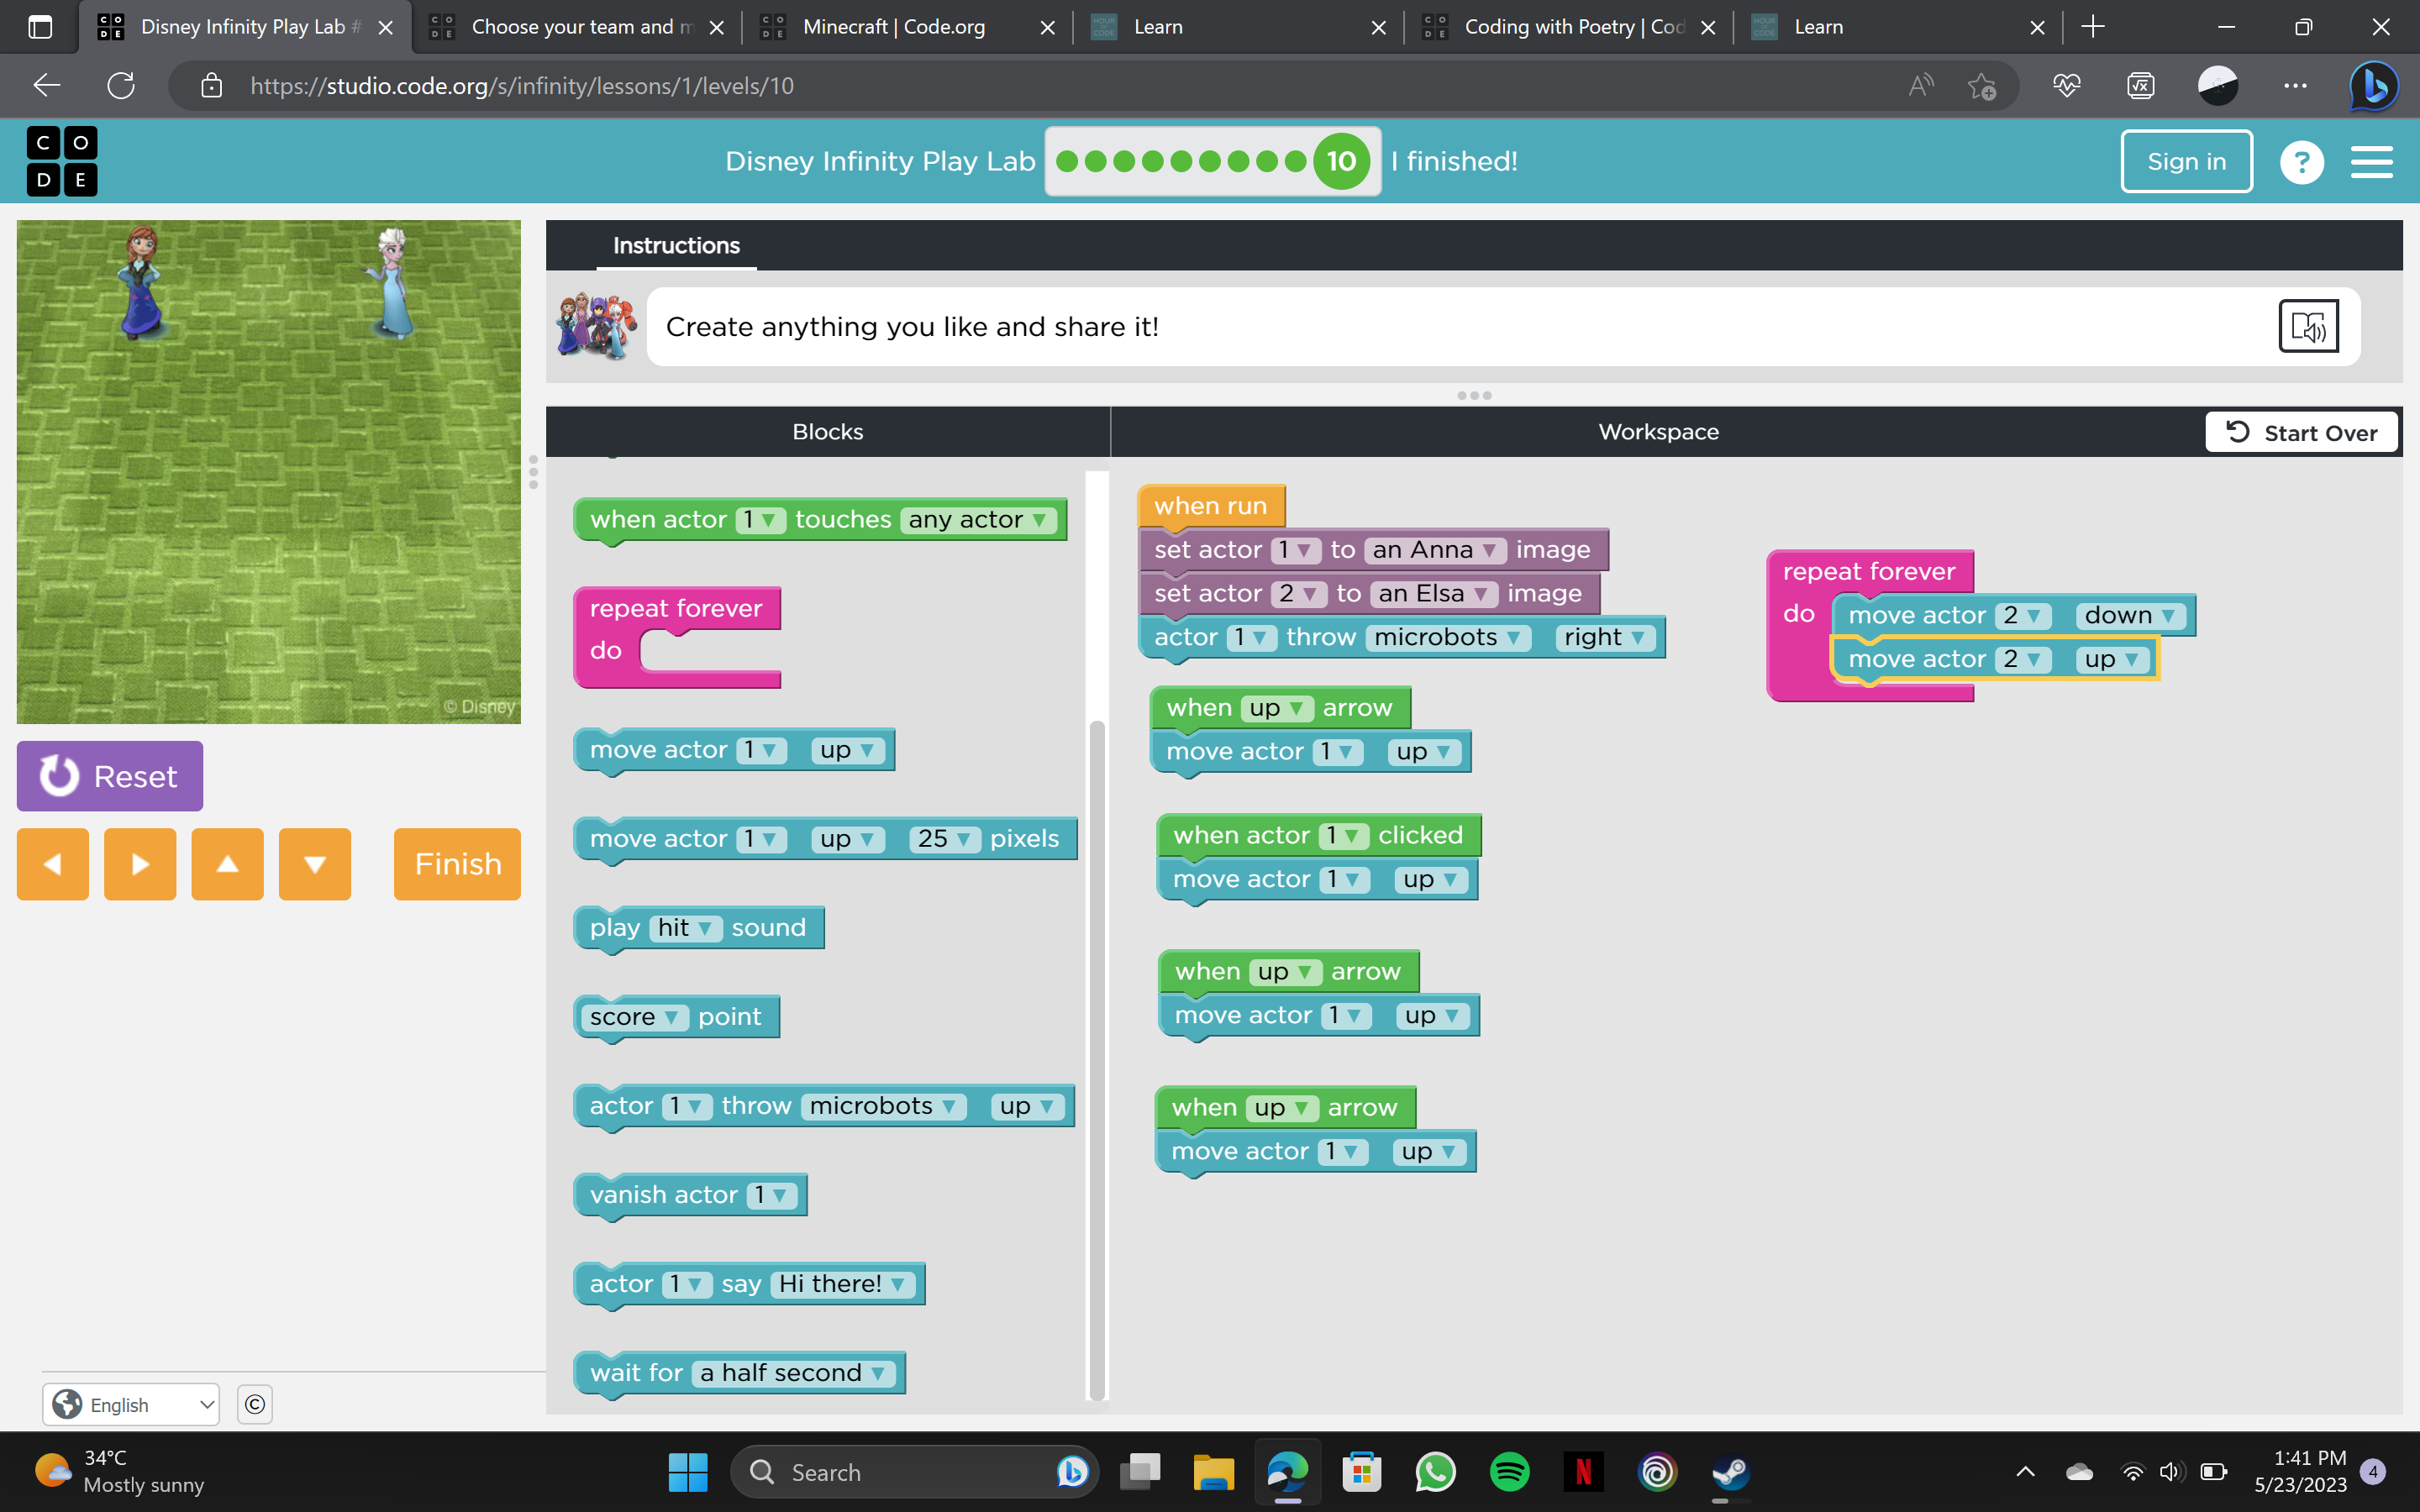 Disney Infinity Play Lab #
Choose your team and m
Minecraft | Code.org
Learn
Coding with Poetry | Cod
Learn
https://studio.code.org/s/infinity/lessons/1/levels/10
C O
D E
Disney Infinity Play Lab
10
I finished!
Sign in
?
Instructions
Create anything you like and share it!
© Disney
Reset
Finish
Blocks
Workspace
Start Over
when actor 1 touches any actor
repeat forever
do
move actor 1 up
move actor 1 up 25 pixels
play hit sound
score point
actor 1 throw microbots up
vanish actor 1
actor 1 say Hi there!
wait for a half second
when run
set actor 1 to an Anna image
set actor 2 to an Elsa image
actor 1 throw microbots right
when up arrow
move actor 1 up
when actor 1 clicked
move actor 1 up
when up arrow
move actor 1 up
when up arrow
move actor 1 up
repeat forever
do move actor 2 down
move actor 2 up
English
©
34°C
Mostly sunny
Search
1:41 PM
5/23/2023
4